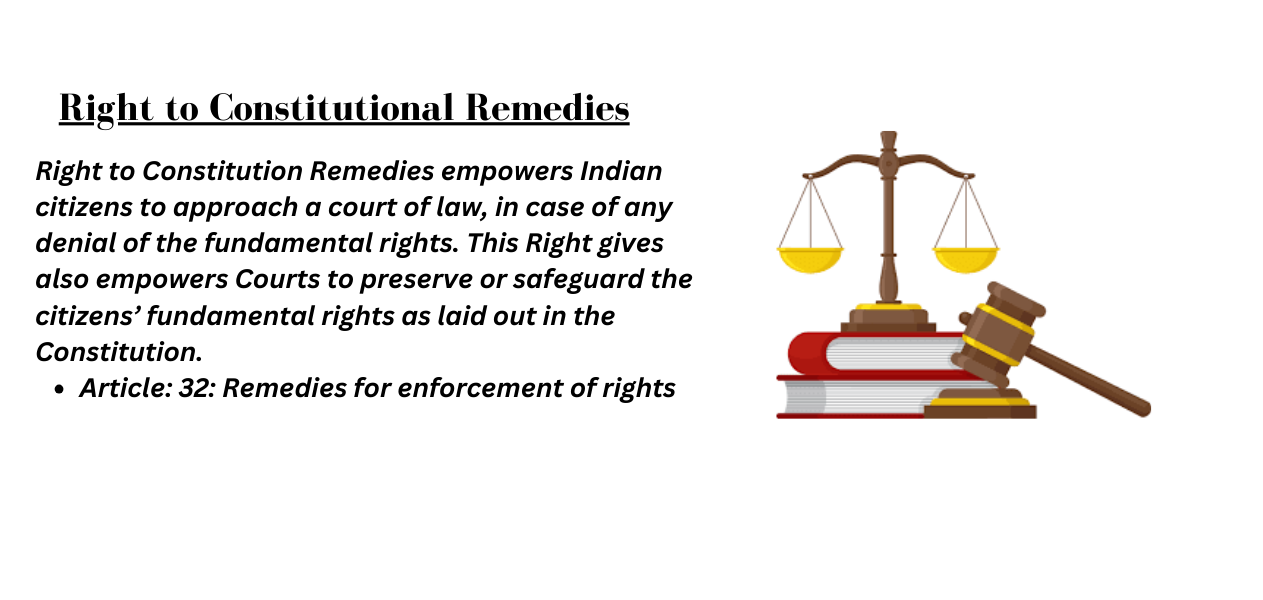 Right to Constitutional Remedies
Right to Constitution Remedies empowers Indian
citizens to approach a court of law, in case of any
denial of the fundamental rights. This Right gives
also empowers Courts to preserve or safeguard the
citizens’ fundamental rights as laid out in the
Constitution.
• Article: 32: Remedies for enforcement of rights